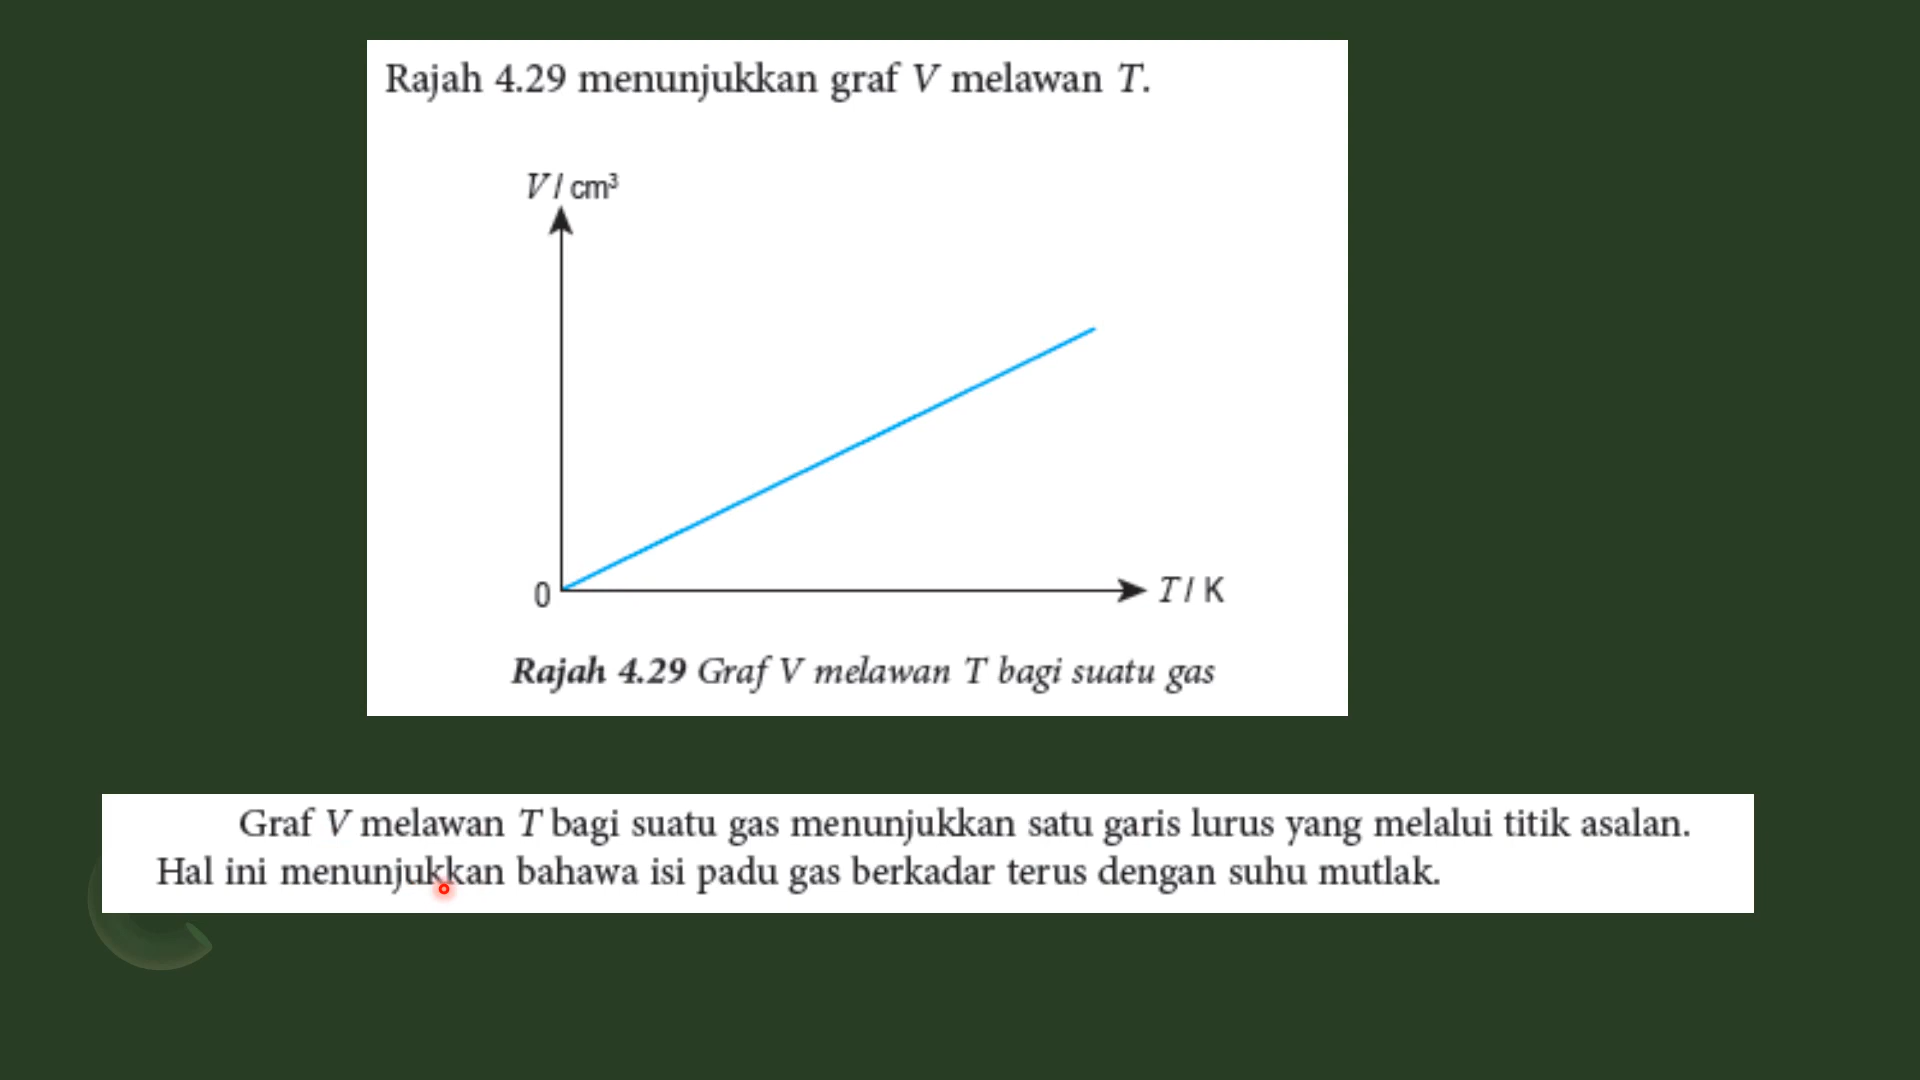 Rajah 4.29 menunjukkan graf V melawan T.
V / cm³
0
T / K
Rajah 4.29 Graf V melawan T bagi suatu gas
Graf V melawan T bagi suatu gas menunjukkan satu garis lurus yang melalui titik asalan.
Hal ini menunjukkan bahawa isi padu gas berkadar terus dengan suhu mutlak.